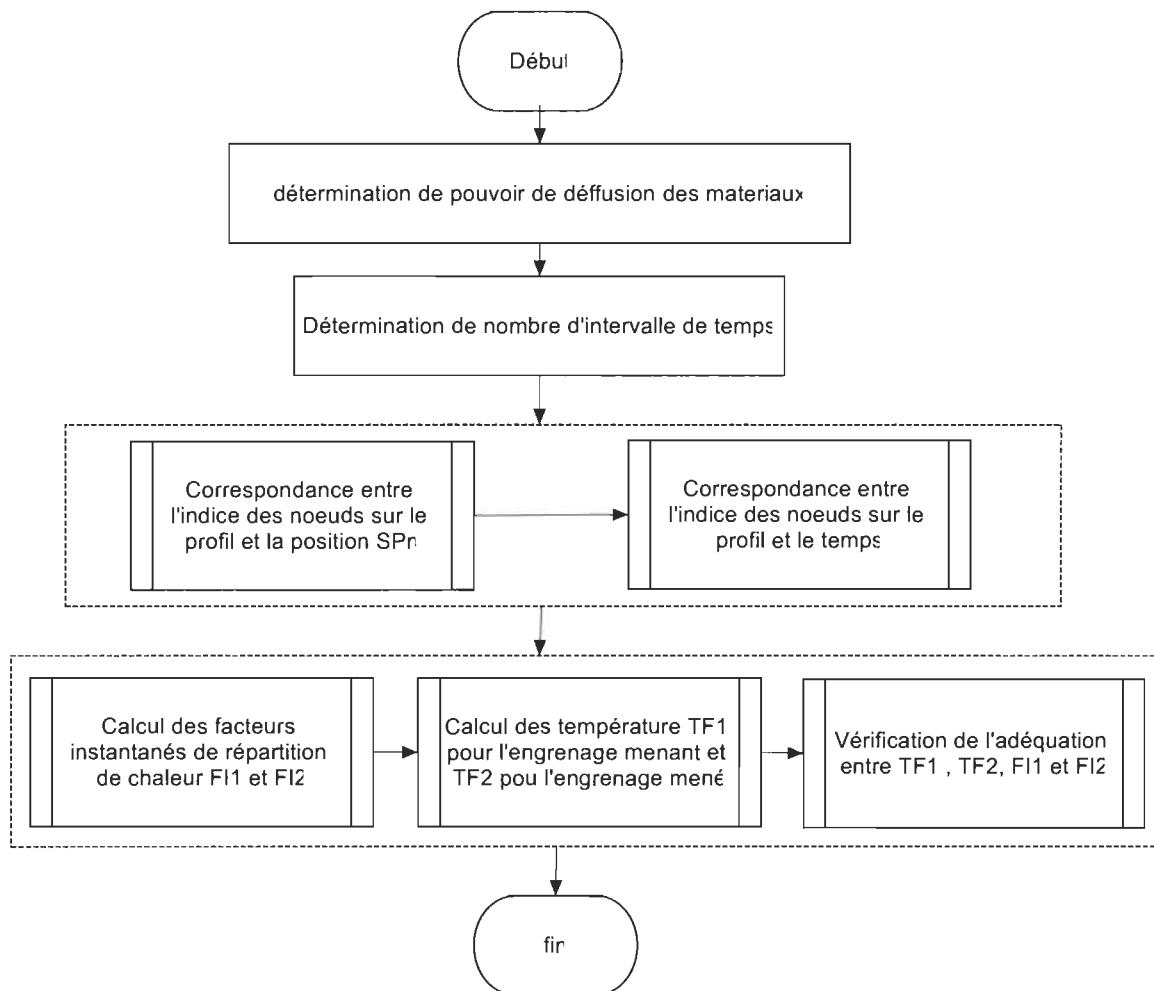 Début
détermination de pouvoir de déffusion des materiaux
Détermination de nombre d'intervalle de temps
Correspondance entre
l'indice des noeuds sur le
profil et la position SPn
Correspondance entre
l'indice des noeuds sur le
profil et le temps
Calcul des facteurs
instantanés de répartition
de chaleur FI1 et FI2
Calcul des température TF1
pour l'engrenage menant et
TF2 pou l'engrenage mené
Vérification de l'adéquation
entre TF1 , TF2, FI1 et FI2
fin